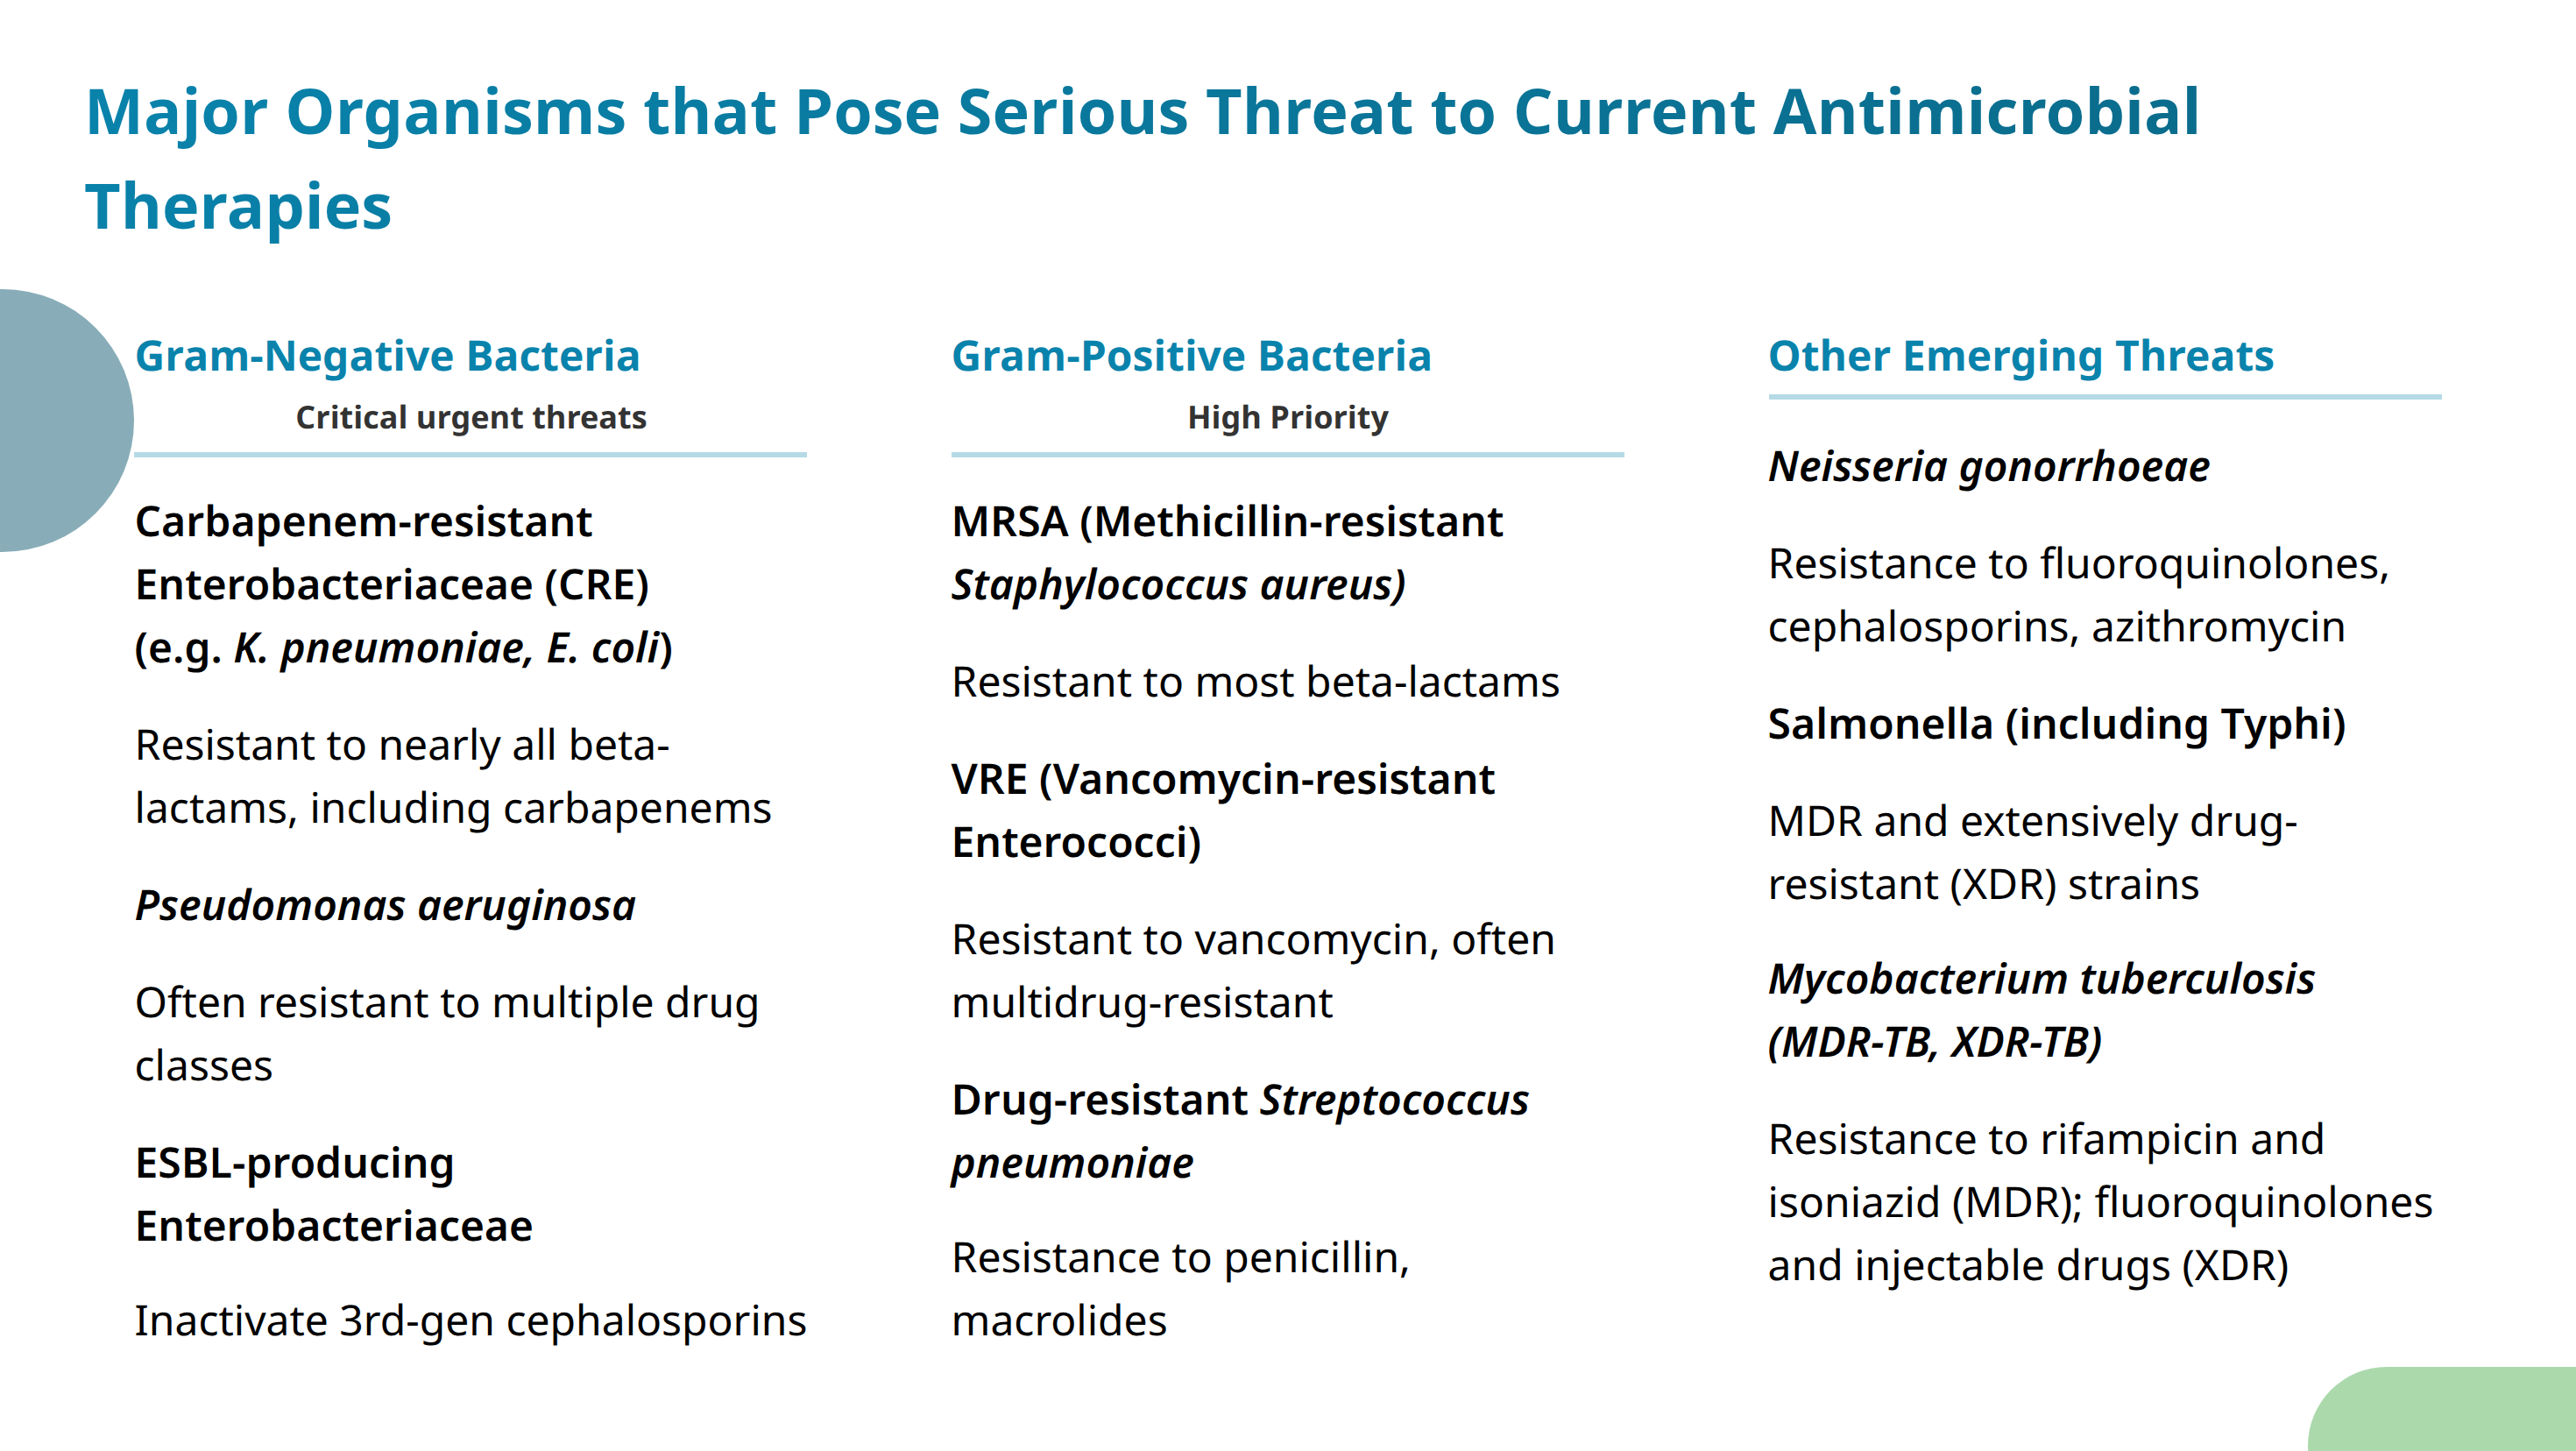 Major Organisms that Pose Serious Threat to Current Antimicrobial
Therapies
Gram-Negative Bacteria
Critical urgent threats
Carbapenem-resistant
Enterobacteriaceae (CRE)
(e.g. K. pneumoniae, E. coli)
Resistant to nearly all beta-
lactams, including carbapenems
Pseudomonas aeruginosa
Often resistant to multiple drug
classes
ESBL-producing
Enterobacteriaceae
Inactivate 3rd-gen cephalosporins
Gram-Positive Bacteria
High Priority
MRSA (Methicillin-resistant
Staphylococcus aureus)
Resistant to most beta-lactams
VRE (Vancomycin-resistant
Enterococci)
Resistant to vancomycin, often
multidrug-resistant
Drug-resistant Streptococcus
pneumoniae
Resistance to penicillin,
macrolides
Other Emerging Threats
Neisseria gonorrhoeae
Resistance to fluoroquinolones,
cephalosporins, azithromycin
Salmonella (including Typhi)
MDR and extensively drug-
resistant (XDR) strains
Mycobacterium tuberculosis
(MDR-TB, XDR-TB)
Resistance to rifampicin and
isoniazid (MDR); fluoroquinolones
and injectable drugs (XDR)